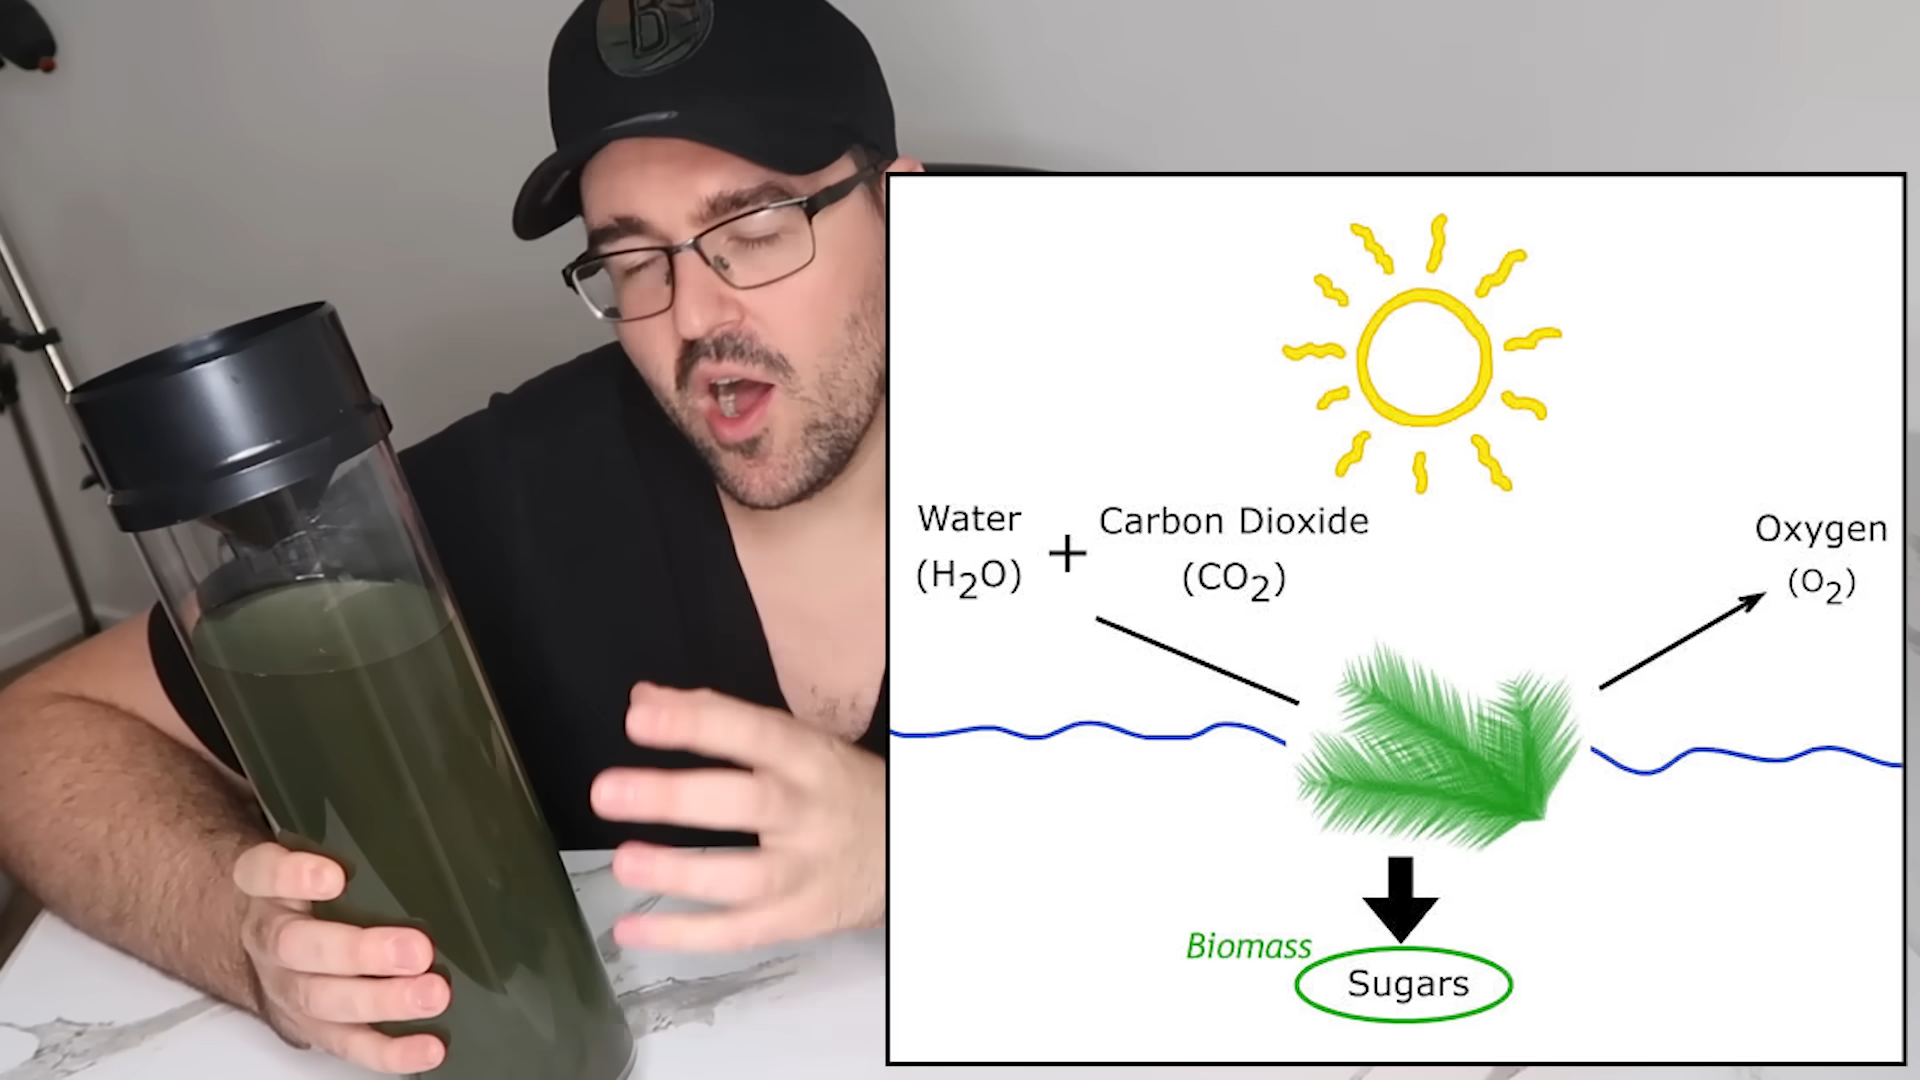 B
Water + Carbon Dioxide
(H₂O) (CO₂)
Oxygen
(O₂)
Biomass
Sugars